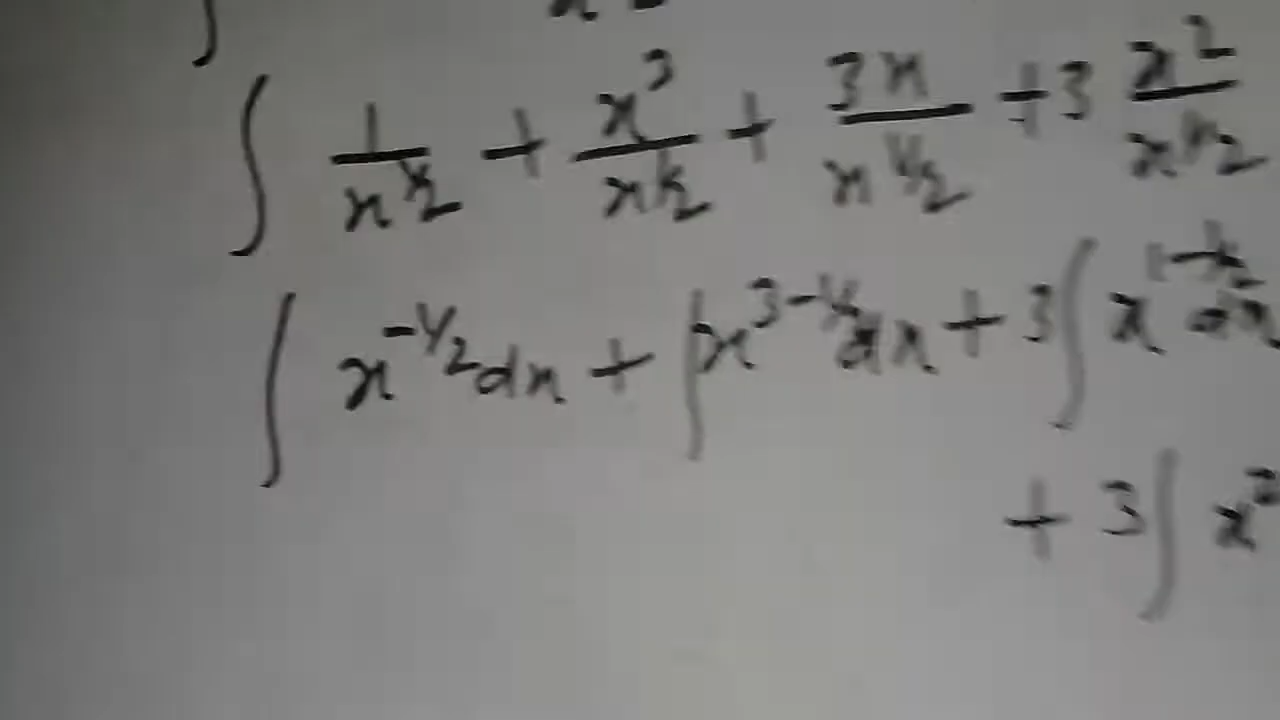 ∫ 1/x^1/2 + x^3/x^1/2 + 3x/x^1/2 + 3 x^2/x^1/2
∫ x^-1/2 dx + ∫ x^3-1/2 dx + 3 ∫ x^1-1/2 dx
+ 3 ∫ x^2